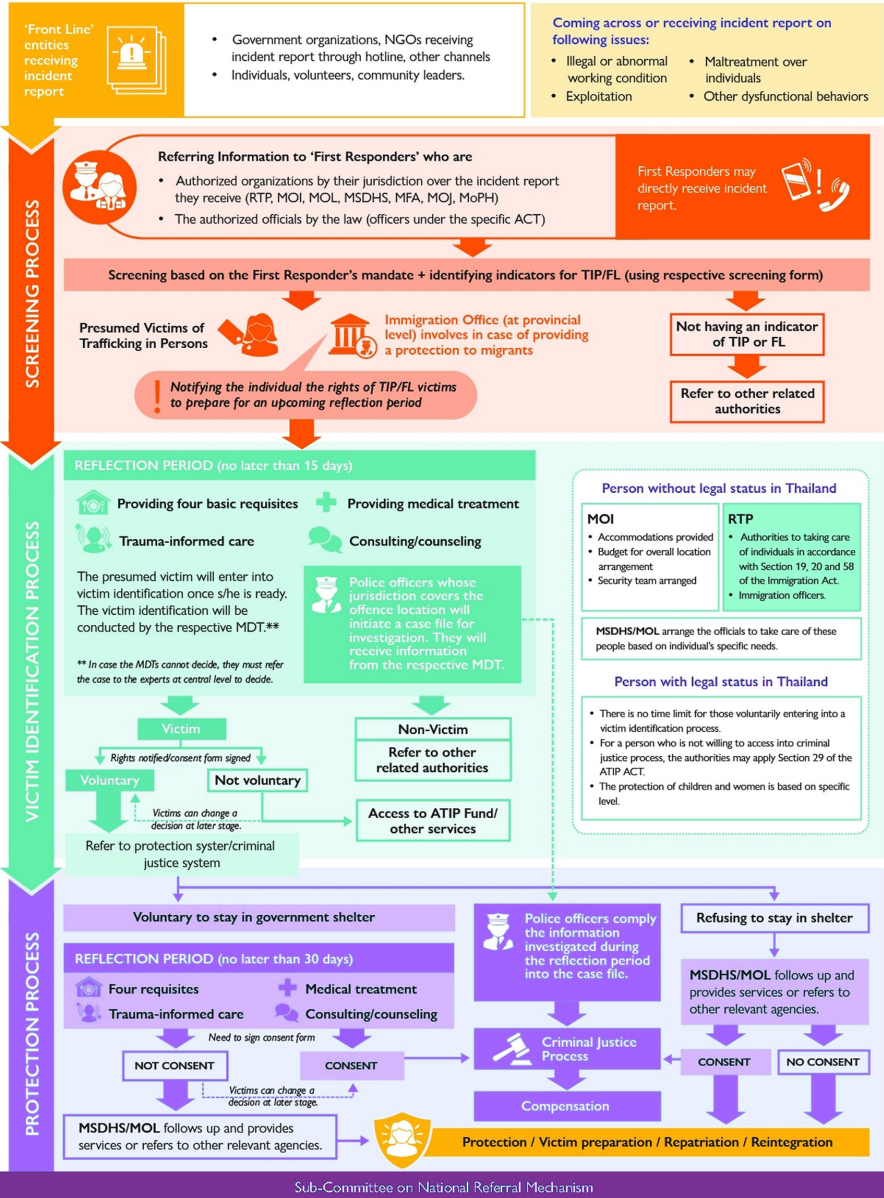 ‘Front Line’
entities
receiving
incident
report
• Government organizations, NGOs receiving
incident report through hotline, other channels
• Individuals, volunteers, community leaders.
Coming across or receiving incident report on
following issues:
• Illegal or abnormal
working condition
• Exploitation
• Maltreatment over
individuals
• Other dysfunctional behaviors
SCREENING PROCESS
Referring Information to ‘First Responders’ who are
• Authorized organizations by their jurisdiction over the incident report
they receive (RTP, MOI, MOL, MSDHS, MFA, MOJ, MoPH)
• The authorized officials by the law (officers under the specific ACT)
First Responders may
directly receive incident
report.
Screening based on the First Responder’s mandate + identifying indicators for TIP/FL (using respective screening form)
Presumed Victims of
Trafficking in Persons
Immigration Office (at provincial
level) involves in case of providing
a protection to migrants
Not having an indicator
of TIP or FL
! Notifying the individual the rights of TIP/FL victims
to prepare for an upcoming reflection period
Refer to other related
authorities
VICTIM IDENTIFICATION PROCESS
REFLECTION PERIOD (no later than 15 days)
Providing four basic requisites
Providing medical treatment
Trauma-informed care
Consulting/counseling
The presumed victim will enter into
victim identification once s/he is ready.
The victim identification will be
conducted by the respective MDT.**
** In case the MDTs cannot decide, they must refer
the case to the experts at central level to decide.
Police officers whose
jurisdiction covers the
offence location will
initiate a case file for
investigation. They will
receive information
from the respective MDT.
Person without legal status in Thailand
MOI
• Accommodations provided
• Budget for overall location
arrangement
• Security team arranged
RTP
• Authorities to taking care
of individuals in accordance
with Section 19, 20 and 58
of the Immigration Act.
• Immigration officers.
MSDHS/MOL arrange the officials to take care of these
people based on individual’s specific needs.
Person with legal status in Thailand
• There is no time limit for those voluntarily entering into a
victim identification process.
• For a person who is not willing to access into criminal
justice process, the authorities may apply Section 29 of the
ATIP ACT.
• The protection of children and women is based on specific
level.
Victim
Non-Victim
Refer to other
related authorities
Rights notified/consent form signed
Voluntary
Not voluntary
Victims can change a
decision at later stage.
Access to ATIP Fund/
other services
Refer to protection syster/criminal
justice system
PROTECTION PROCESS
Voluntary to stay in government shelter
Police officers comply
the information
investigated during
the reflection period
into the case file.
Refusing to stay in shelter
REFLECTION PERIOD (no later than 30 days)
Four requisites
Medical treatment
Trauma-informed care
Consulting/counseling
MSDHS/MOL follows up and
provides services or refers to
other relevant agencies.
Need to sign consent form
NOT CONSENT
CONSENT
Criminal Justice
Process
CONSENT
NO CONSENT
Victims can change a
decision at later stage.
Compensation
MSDHS/MOL follows up and provides
services or refers to other relevant agencies.
Protection / Victim preparation / Repatriation / Reintegration
Sub-Committee on National Referral Mechanism